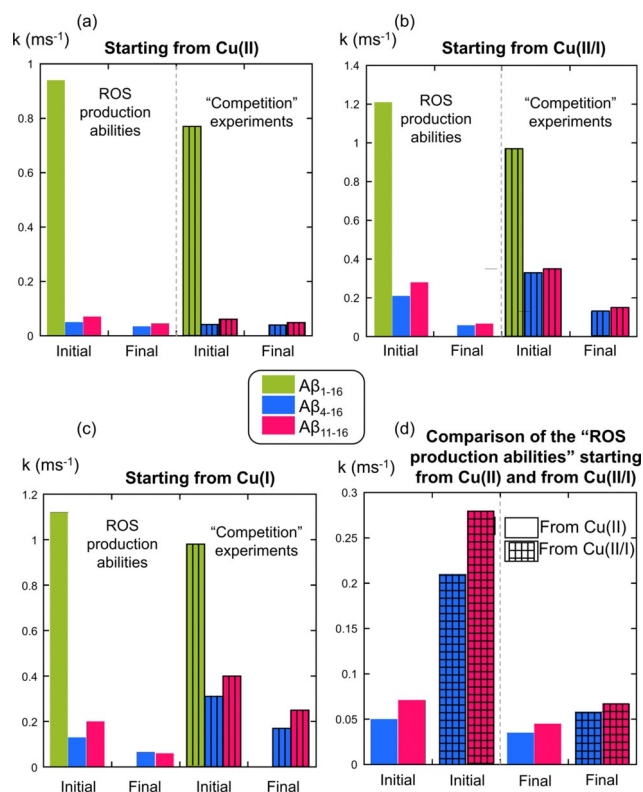 (a)
k (ms⁻¹)
Starting from Cu(II)
1
0.8
0.6
0.4
0.2
0
ROS
production
abilities
“Competition”
experiments
Initial
Final
Initial
Final
(b)
k (ms⁻¹)
Starting from Cu(II/I)
1.4
1.2
1
0.8
0.6
0.4
0.2
0
ROS
production
abilities
“Competition”
experiments
Initial
Final
Initial
Final
Aβ₁₋₁₆
Aβ₄₋₁₆
Aβ₁₁₋₁₆
(c)
k (ms⁻¹)
Starting from Cu(I)
1.2
1
0.8
0.6
0.4
0.2
0
ROS
production
abilities
“Competition”
experiments
Initial
Final
Initial
Final
(d)
Comparison of the “ROS
production abilities” starting
from Cu(II) and from Cu(II/I)
k (ms⁻¹)
0.3
0.25
0.2
0.15
0.1
0.05
0
From Cu(II)
From Cu(II/I)
Initial
Initial
Final
Final